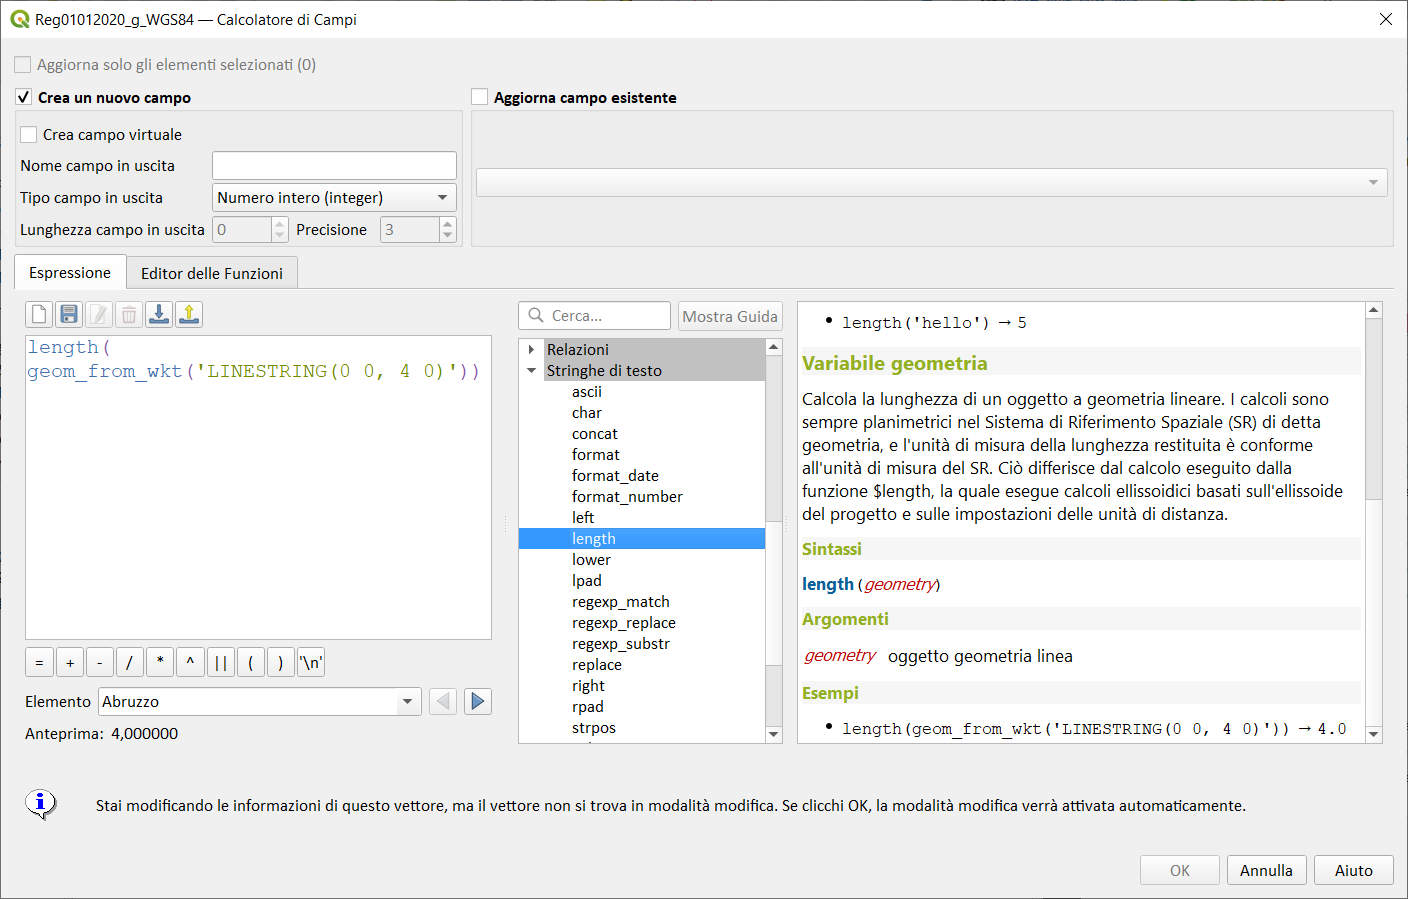 Reg01012020_g_WGS84 — Calcolatore di Campi
Aggiorna solo gli elementi selezionati (0)
Crea un nuovo campo
Aggiorna campo esistente
Crea campo virtuale
Nome campo in uscita
Tipo campo in uscita Numero intero (integer)
Lunghezza campo in uscita 0 Precisione 3
Espressione Editor delle Funzioni
length(
geom_from_wkt('LINESTRING(0 0, 4 0)'))
= + - / * ^ || ( ) '\n'
Elemento Abruzzo
Anteprima: 4,000000
Cerca... Mostra Guida
Relazioni
Stringhe di testo
ascii
char
concat
format
format_date
format_number
left
length
lower
lpad
regexp_match
regexp_replace
regexp_substr
replace
right
rpad
strpos
• length('hello') → 5
Variabile geometria
Calcola la lunghezza di un oggetto a geometria lineare. I calcoli sono
sempre planimetrici nel Sistema di Riferimento Spaziale (SR) di detta
geometria, e l'unità di misura della lunghezza restituita è conforme
all'unità di misura del SR. Ciò differisce dal calcolo eseguito dalla
funzione $length, la quale esegue calcoli ellissoidici basati sull'ellissoide
del progetto e sulle impostazioni delle unità di distanza.
Sintassi
length(geometry)
Argomenti
geometry oggetto geometria linea
Esempi
• length(geom_from_wkt('LINESTRING(0 0, 4 0)')) → 4.0
Stai modificando le informazioni di questo vettore, ma il vettore non si trova in modalità modifica. Se clicchi OK, la modalità modifica verrà attivata automaticamente.
OK Annulla Aiuto